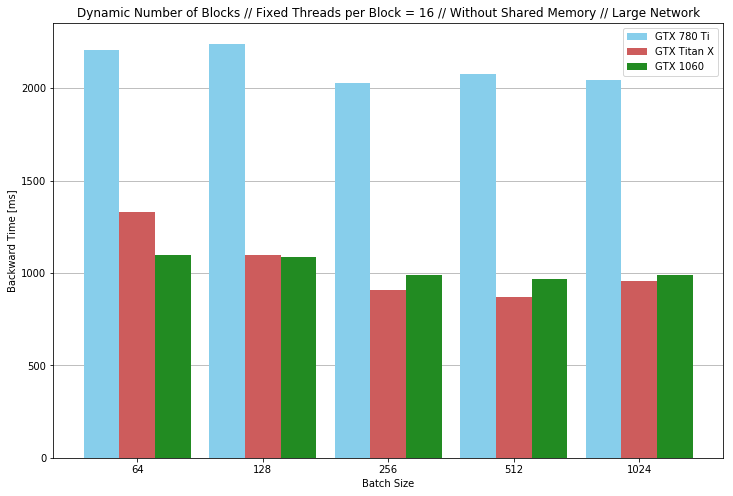 Dynamic Number of Blocks // Fixed Threads per Block = 16 // Without Shared Memory // Large Network
GTX 780 Ti
GTX Titan X
GTX 1060
2000
1500
1000
500
0
Backward Time [ms]
64 128 256 512 1024
Batch Size